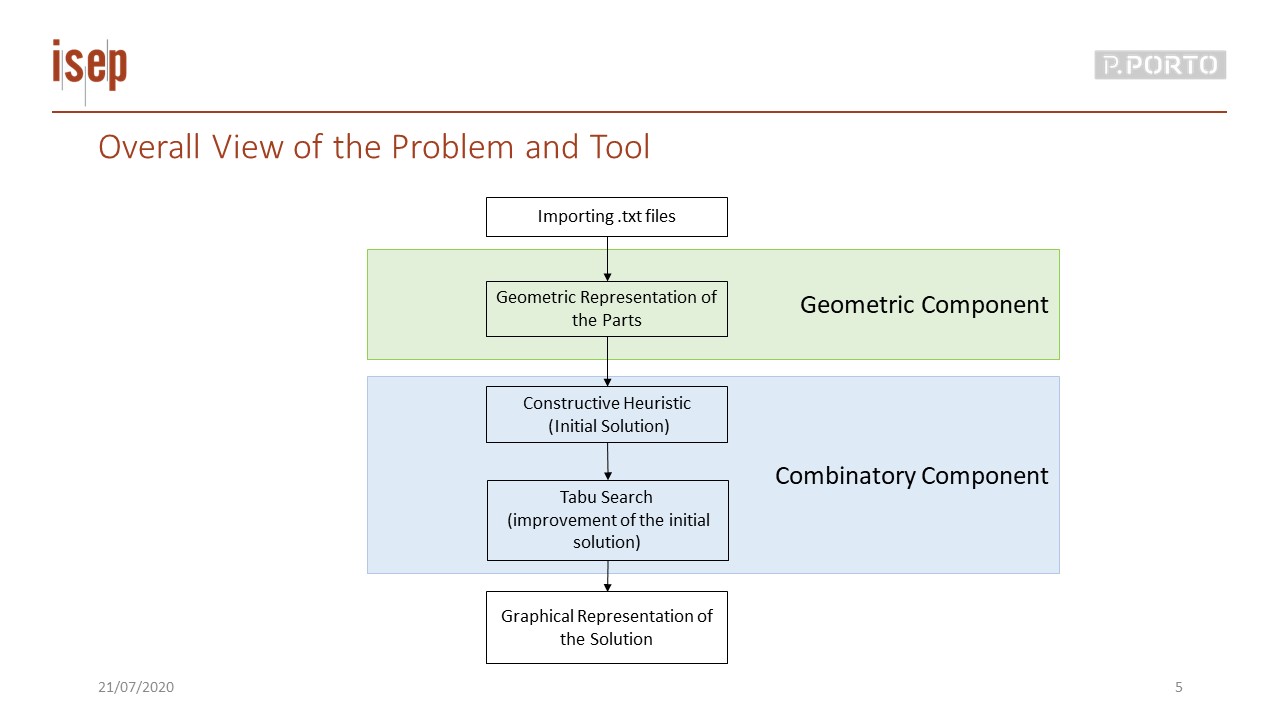 isep
P.PORTO
Overall View of the Problem and Tool
Importing .txt files
Geometric Representation of
the Parts
Geometric Component
Constructive Heuristic
(Initial Solution)
Combinatory Component
Tabu Search
(improvement of the initial
solution)
Graphical Representation of
the Solution
21/07/2020
5